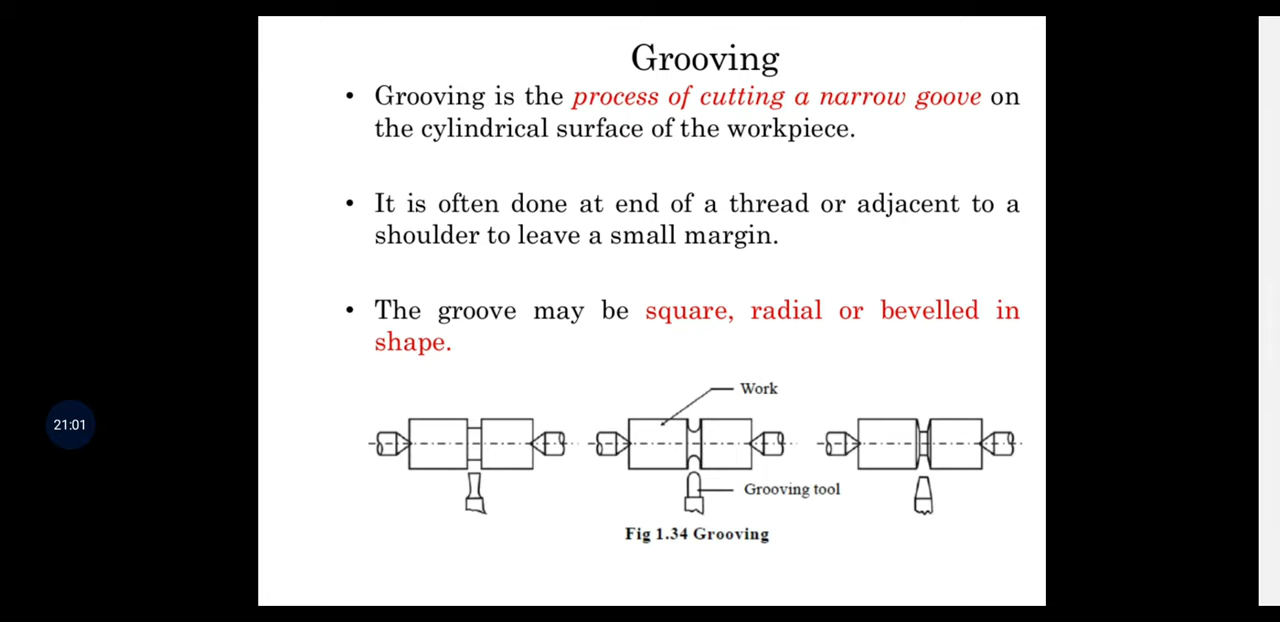 Grooving
• Grooving is the process of cutting a narrow goove on
the cylindrical surface of the workpiece.
• It is often done at end of a thread or adjacent to a
shoulder to leave a small margin.
• The groove may be square, radial or bevelled in
shape.
Work
21:01
Grooving tool
Fig 1.34 Grooving